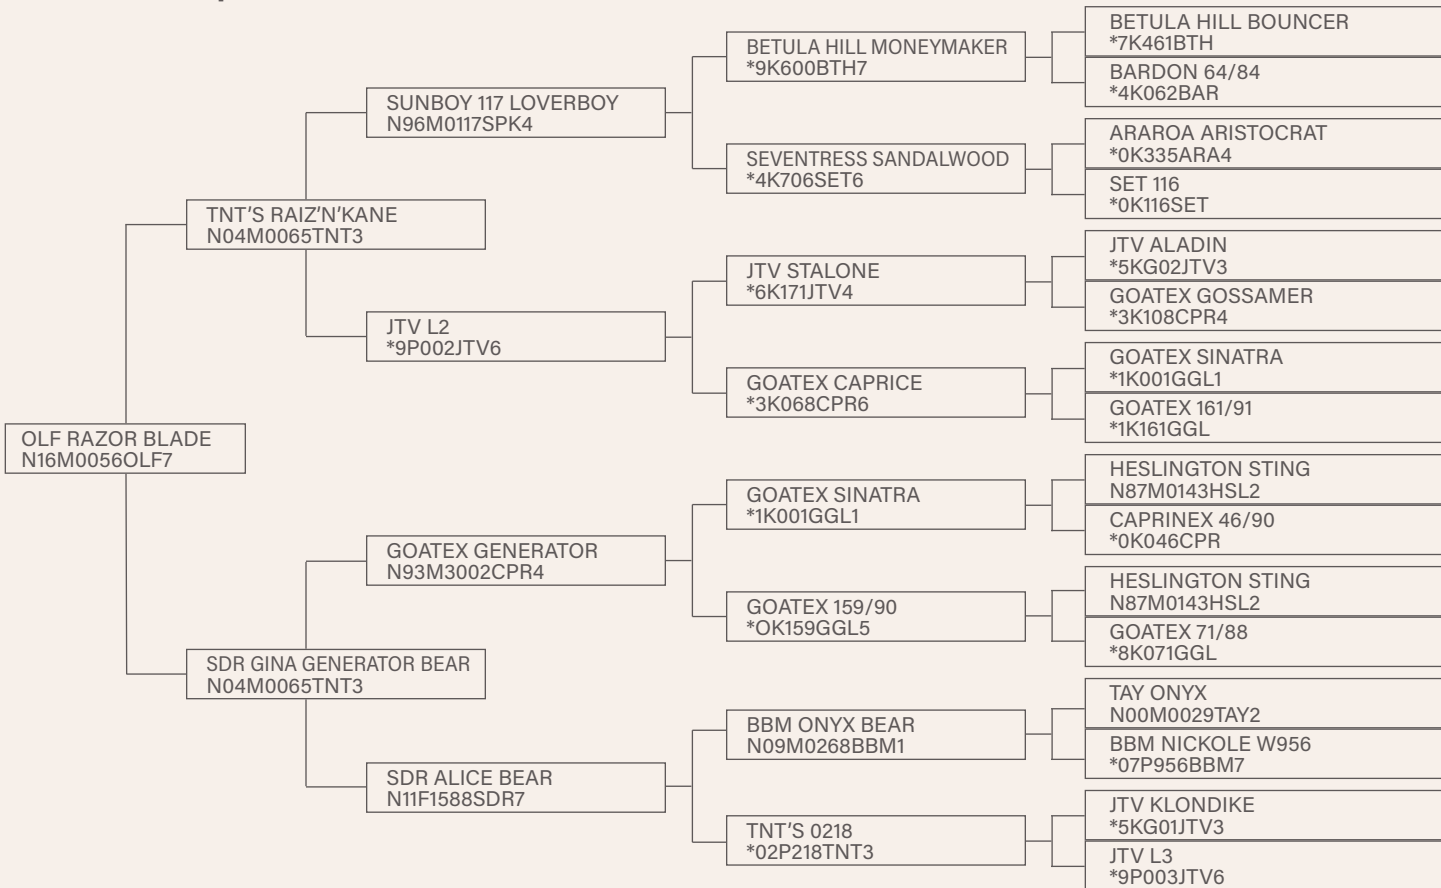 BETULA HILL BOUNCER
*7K461BTH
BETULA HILL MONEYMAKER
*9K600BTH7
BARDON 64/84
*4K062BAR
SUNBOY 117 LOVERBOY
N96M0117SPK4
ARAROA ARISTOCRAT
*0K335ARA4
SEVENTRESS SANDALWOOD
*4K706SET6
SET 116
*0K116SET
TNT'S RAIZ'N'KANE
N04M0065TNT3
JTV ALADIN
*5KG02JTV3
JTV STALONE
*6K171JTV4
GOATEX GOSSAMER
*3K108CPR4
JTV L2
*9P002JTV6
GOATEX SINATRA
*1K001GGL1
GOATEX CAPRICE
*3K068CPR6
GOATEX 161/91
*1K161GGL
OLF RAZOR BLADE
N16M0056OLF7
HESLINGTON STING
N87M0143HSL2
GOATEX SINATRA
*1K001GGL1
CAPRINEX 46/90
*0K046CPR
GOATEX GENERATOR
N93M3002CPR4
HESLINGTON STING
N87M0143HSL2
GOATEX 159/90
*OK159GGL5
GOATEX 71/88
*8K071GGL
SDR GINA GENERATOR BEAR
N04M0065TNT3
TAY ONYX
N00M0029TAY2
BBM ONYX BEAR
N09M0268BBM1
BBM NICKOLE W956
*07P956BBM7
SDR ALICE BEAR
N11F1588SDR7
JTV KLONDIKE
*5KG01JTV3
TNT'S 0218
*02P218TNT3
JTV L3
*9P003JTV6